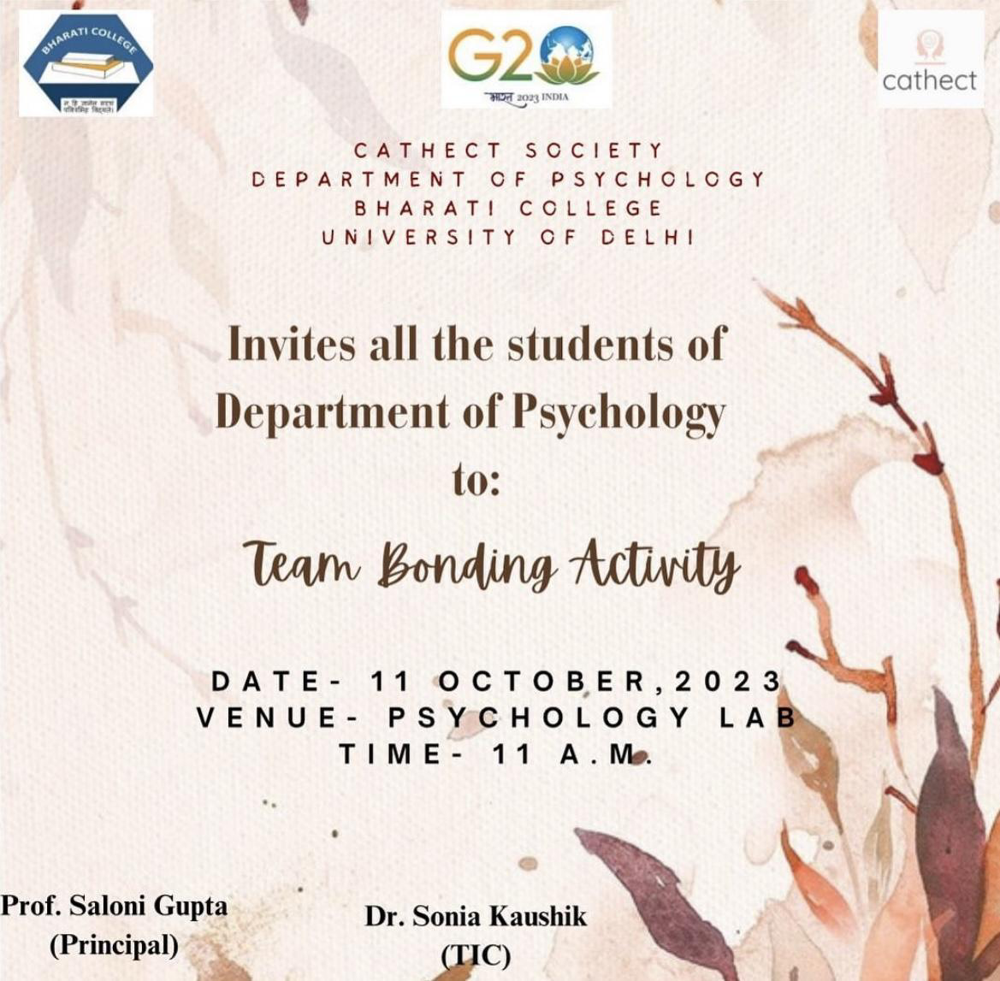 BHARATI COLLEGE
G20
भारत 2023 INDIA
cathect
CATHECT SOCIETY
DEPARTMENT OF PSYCHOLOGY
BHARATI COLLEGE
UNIVERSITY OF DELHI
Invites all the students of
Department of Psychology
to:
Team Bonding Activity
DATE- 11 OCTOBER,2023
VENUE- PSYCHOLOGY LAB
TIME- 11 A.M.
Prof. Saloni Gupta
(Principal)
Dr. Sonia Kaushik
(TIC)